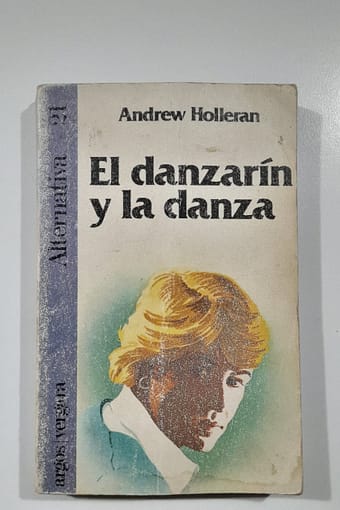 Andrew Holleran
El danzarín
y la danza
Alternativa 21
argos vergara